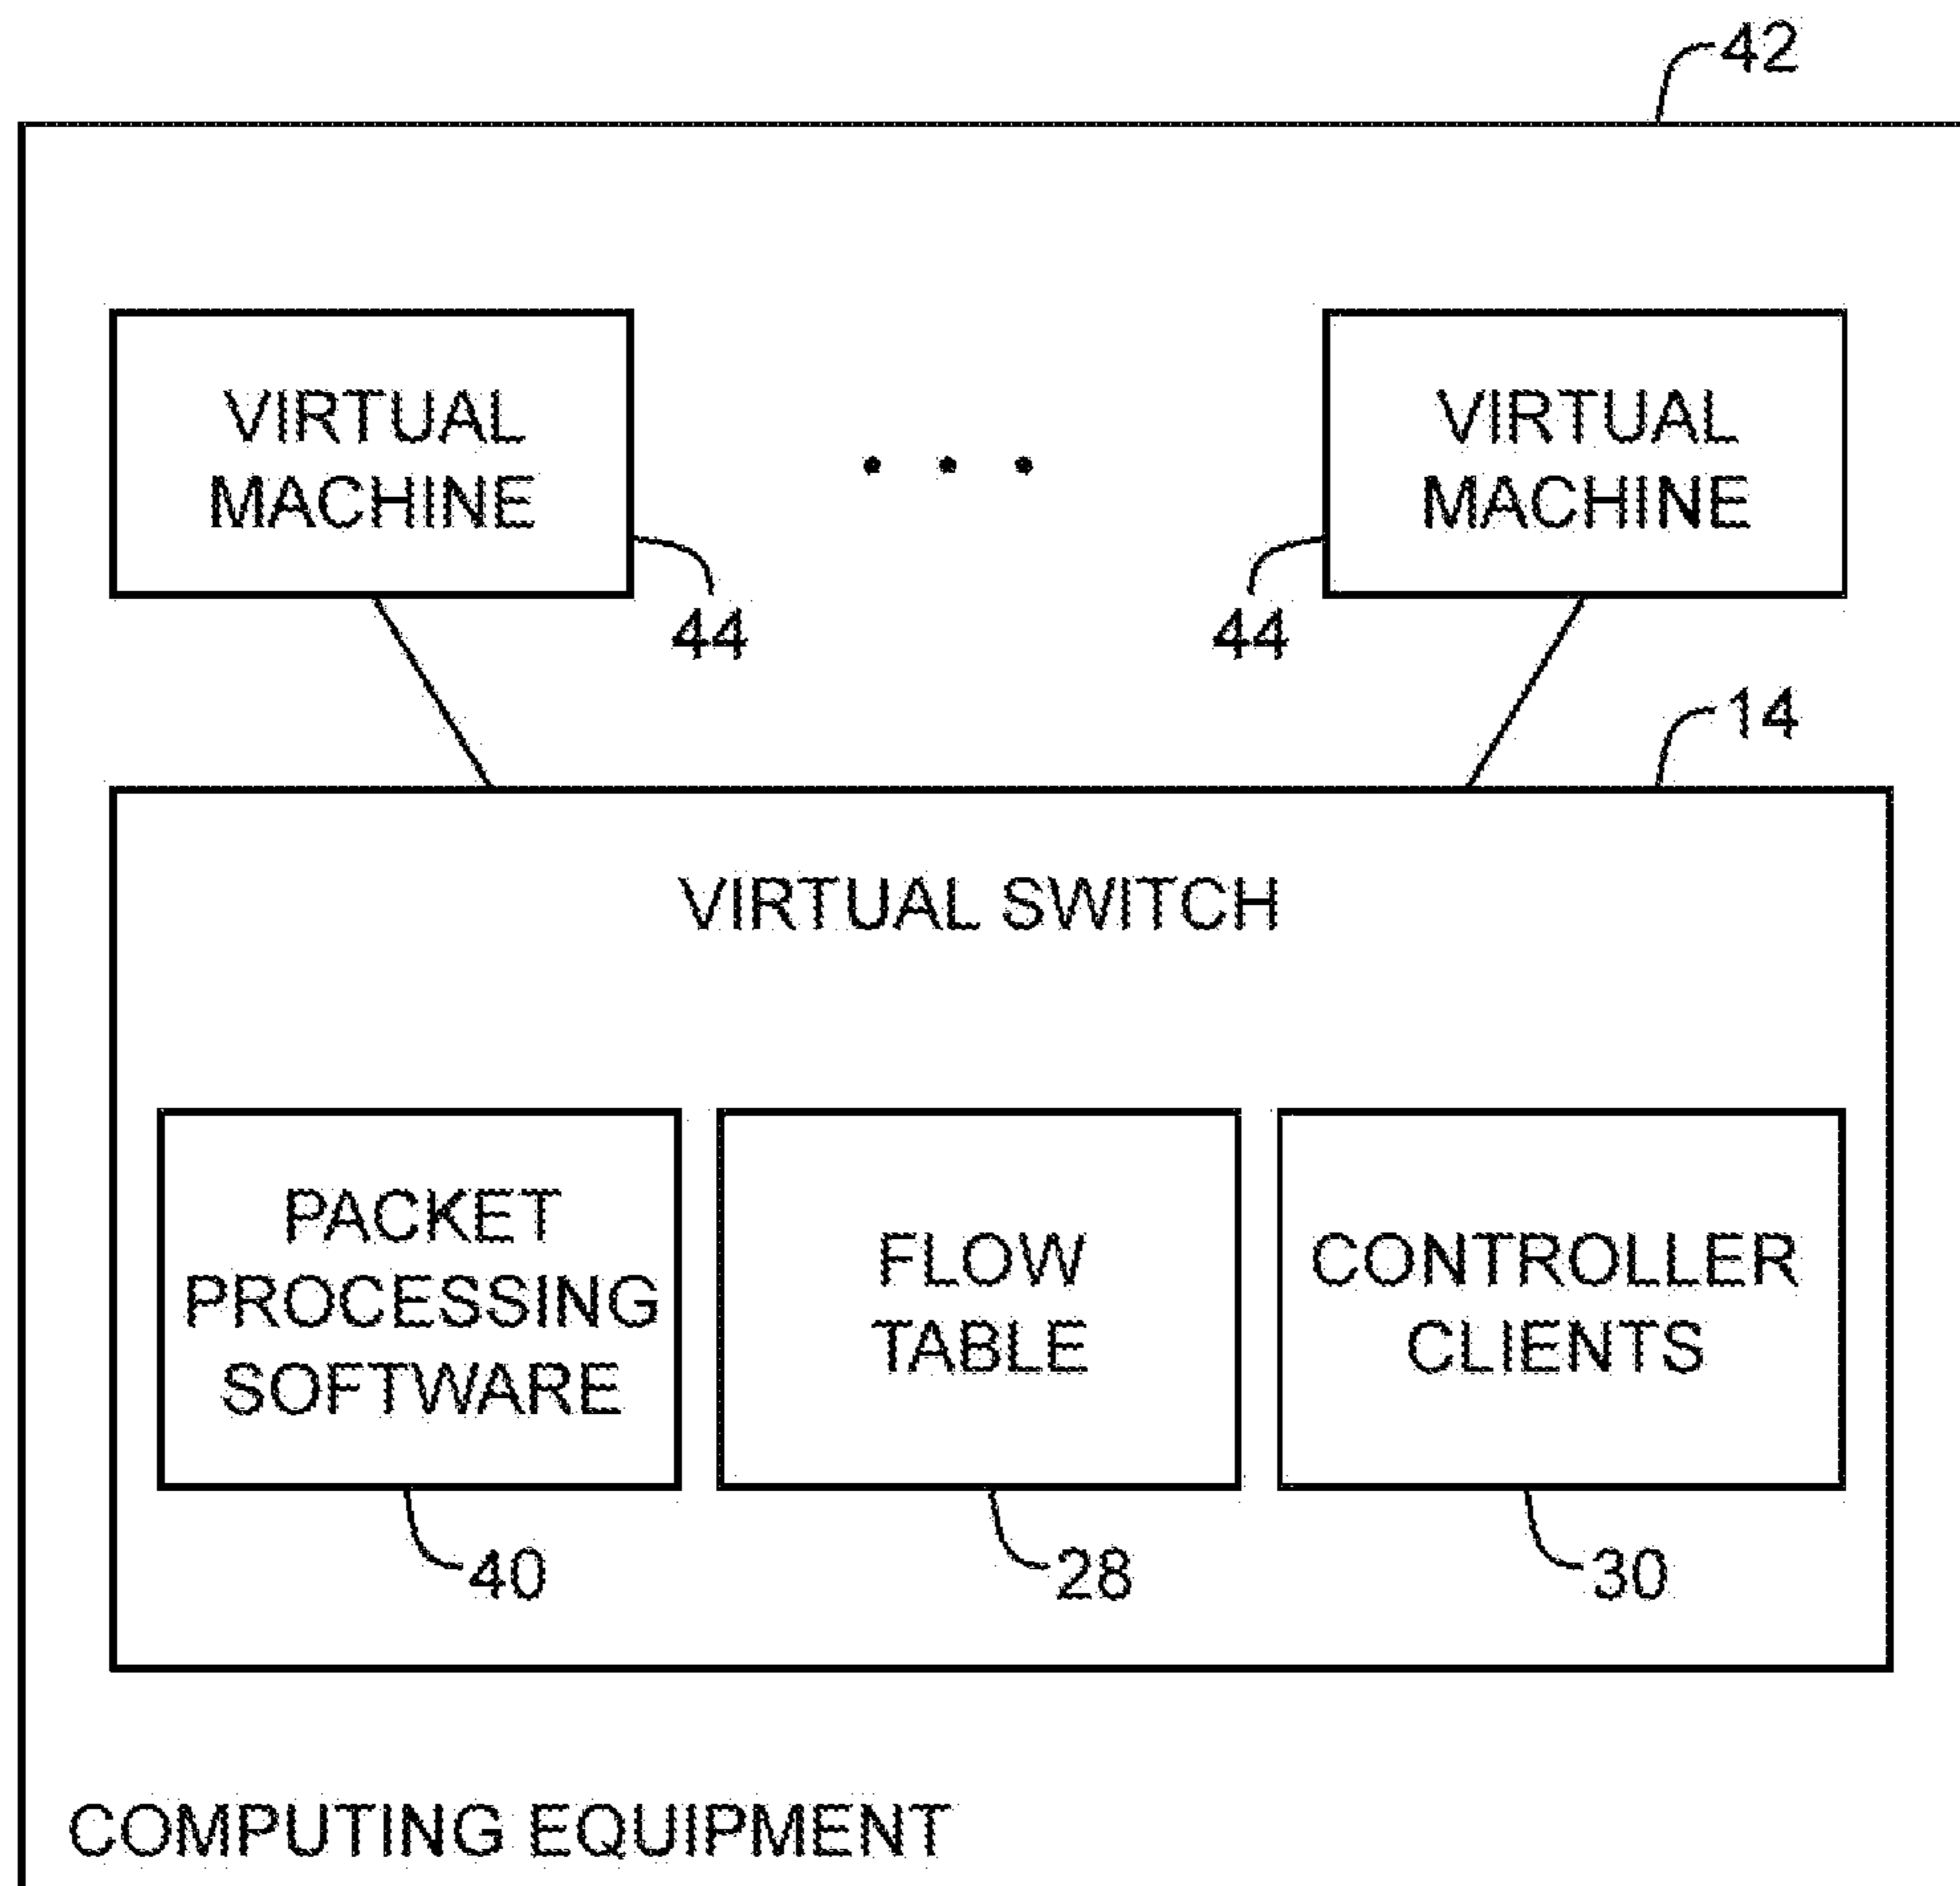 42
VIRTUAL
MACHINE
VIRTUAL
MACHINE
44
44
14
VIRTUAL SWITCH
PACKET
PROCESSING
SOFTWARE
FLOW
TABLE
CONTROLLER
CLIENTS
40
28
30
COMPUTING EQUIPMENT